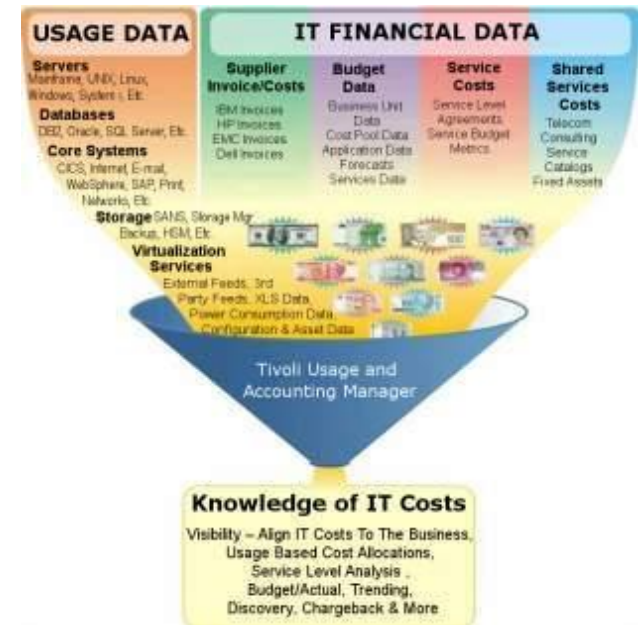 USAGE DATA
Servers
Mainframe, UNIX, Linux,
Windows, System i, Etc.
Databases
DB2, Oracle, SQL Server, Etc.
Core Systems
CICS, Internet, E-mail,
WebSphere, SAP, Print,
Networks, Etc
Storage SANS, Storage Mgr
Backup, HSM, Etc.
Virtualization
Services
External Feeds, 3rd
Party Feeds, XLS Data,
Power Consumption Data,
Configuration & Asset Data
IT FINANCIAL DATA
Supplier
Invoice/Costs
IBM Invoices
HP Invoices
EMC Invoices
Dell Invoices
Budget
Data
Business Unit
Data
Cost Pool Data
Application Data
Forecasts
Services Data
Service
Costs
Service Level
Agreements
Service Budget
Metrics
Shared
Services
Costs
Telecom
Consulting
Service
Catalogs
Fixed Assets
Tivoli Usage and
Accounting Manager
Knowledge of IT Costs
Visibility – Align IT Costs To The Business,
Usage Based Cost Allocations,
Service Level Analysis ,
Budget/Actual, Trending,
Discovery, Chargeback & More